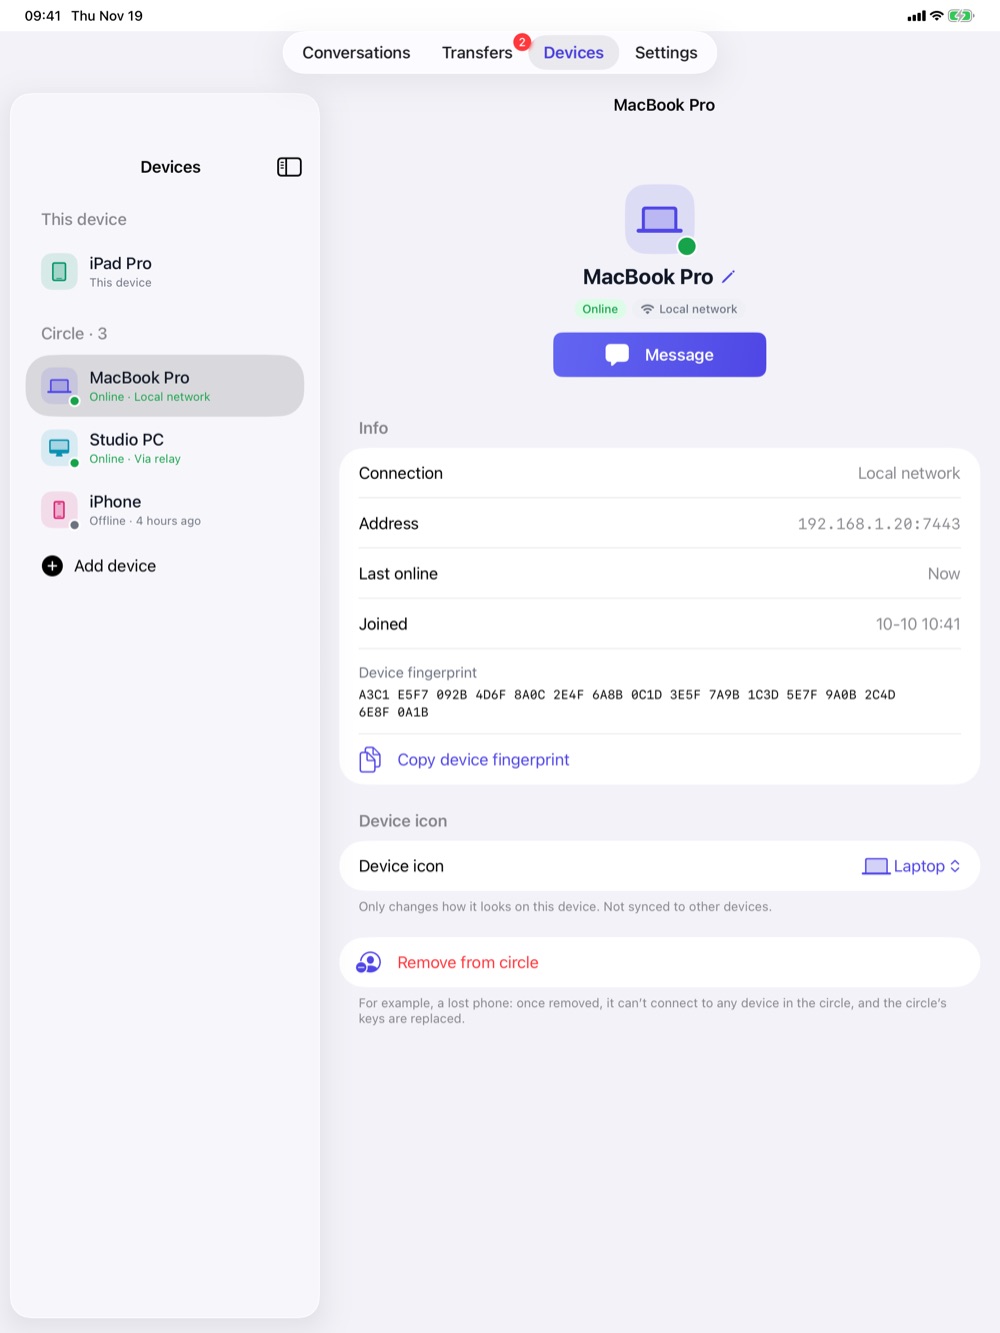 09:41 Thu Nov 19
Conversations
Transfers
2
Devices
Settings
Devices
This device
iPad Pro
This device
Circle · 3
MacBook Pro
Online · Local network
Studio PC
Online · Via relay
iPhone
Offline · 4 hours ago
Add device
MacBook Pro
MacBook Pro
Online
Local network
Message
Info
Connection
Local network
Address
192.168.1.20:7443
Last online
Now
Joined
10-10 10:41
Device fingerprint
A3C1 E5F7 092B 4D6F 8A0C 2E4F 6A8B 0C1D 3E5F 7A9B 1C3D 5E7F 9A0B 2C4D
6E8F 0A1B
Copy device fingerprint
Device icon
Device icon
Laptop
Only changes how it looks on this device. Not synced to other devices.
Remove from circle
For example, a lost phone: once removed, it can't connect to any device in the circle, and the circle's
keys are replaced.